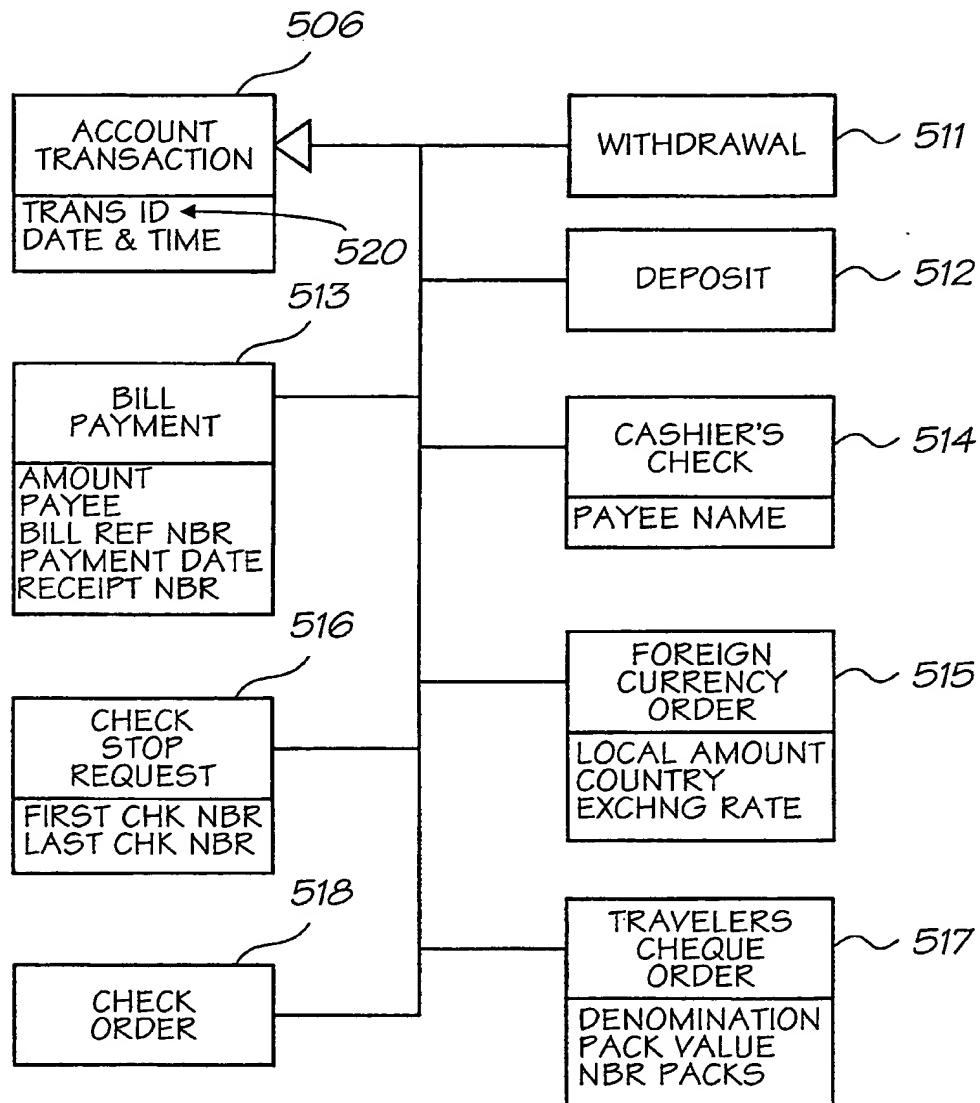 506
ACCOUNT
TRANSACTION
TRANS ID
DATE & TIME
520
WITHDRAWAL
511
DEPOSIT
512
513
BILL
PAYMENT
AMOUNT
PAYEE
BILL REF NBR
PAYMENT DATE
RECEIPT NBR
CASHIER'S
CHECK
PAYEE NAME
514
516
CHECK
STOP
REQUEST
FIRST CHK NBR
LAST CHK NBR
FOREIGN
CURRENCY
ORDER
LOCAL AMOUNT
COUNTRY
EXCHNG RATE
515
518
CHECK
ORDER
TRAVELERS
CHEQUE
ORDER
DENOMINATION
PACK VALUE
NBR PACKS
517